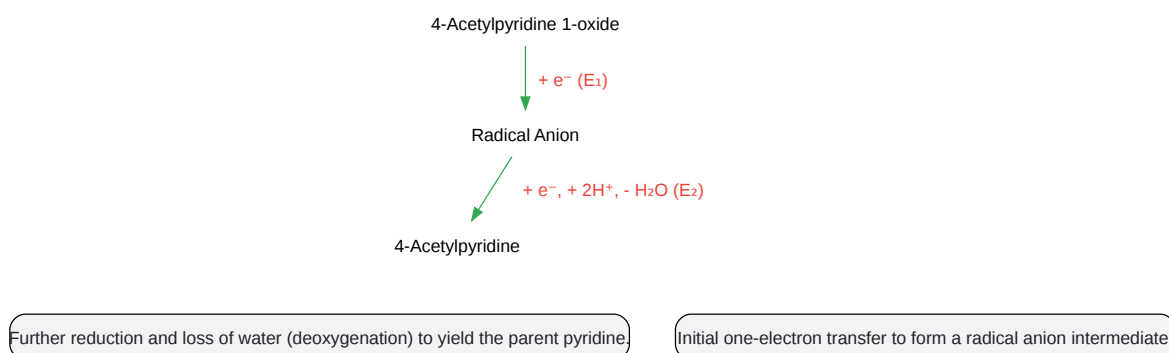 4-Acetylpyridine 1-oxide
+ e⁻ (E₁)
Radical Anion
+ e⁻, + 2H⁺, - H₂O (E₂)
4-Acetylpyridine
Further reduction and loss of water (deoxygenation) to yield the parent pyridine.
Initial one-electron transfer to form a radical anion intermediate